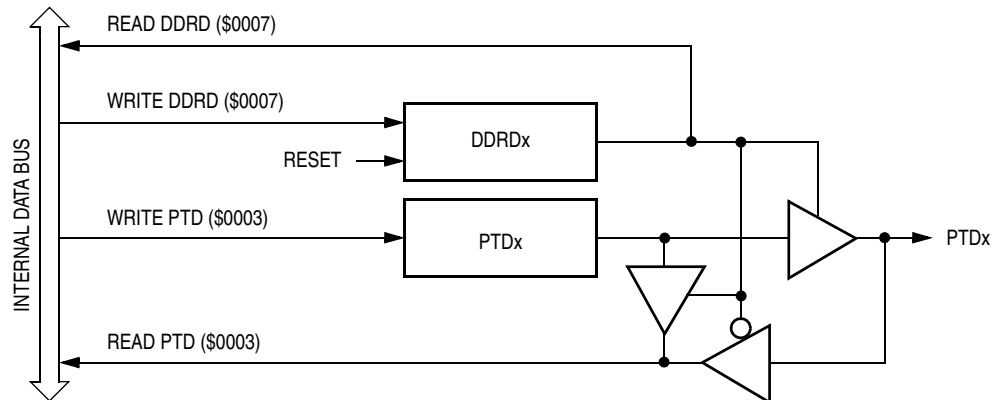 READ DDRD ($0007)
WRITE DDRD ($0007)
DDRDx
RESET
WRITE PTD ($0003)
PTDx
PTDx
INTERNAL DATA BUS
READ PTD ($0003)